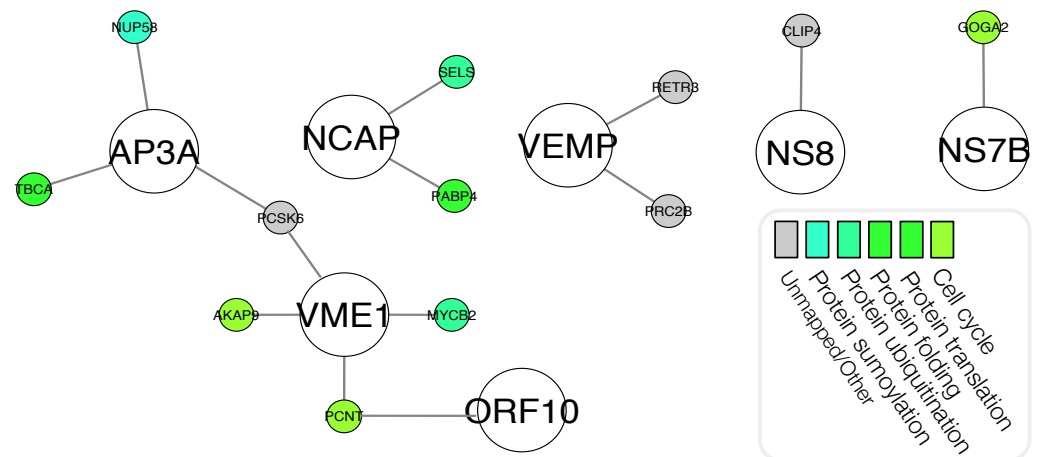 NUP58
CLIP4
GOGA2
SELS
RETR3
AP3A
NCAP
VEMP
NS8
NS7B
TBCA
PABP4
PCSK6
PRC2B
AKAP9
VME1
MYCB2
PCNT
ORF10
Unmapped/Other
Protein sumoylation
Protein ubiquitination
Protein folding
Protein translation
Cell cycle